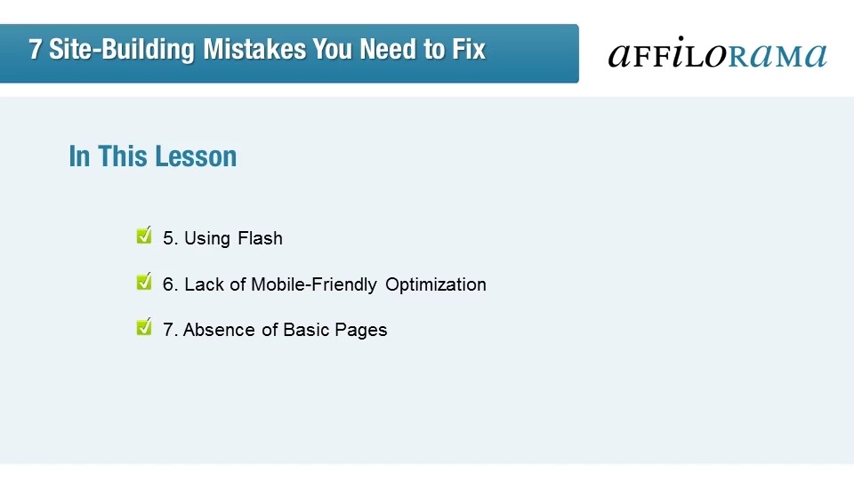 7 Site-Building Mistakes You Need to Fix
AFFILORAMA
In This Lesson
5. Using Flash
6. Lack of Mobile-Friendly Optimization
7. Absence of Basic Pages